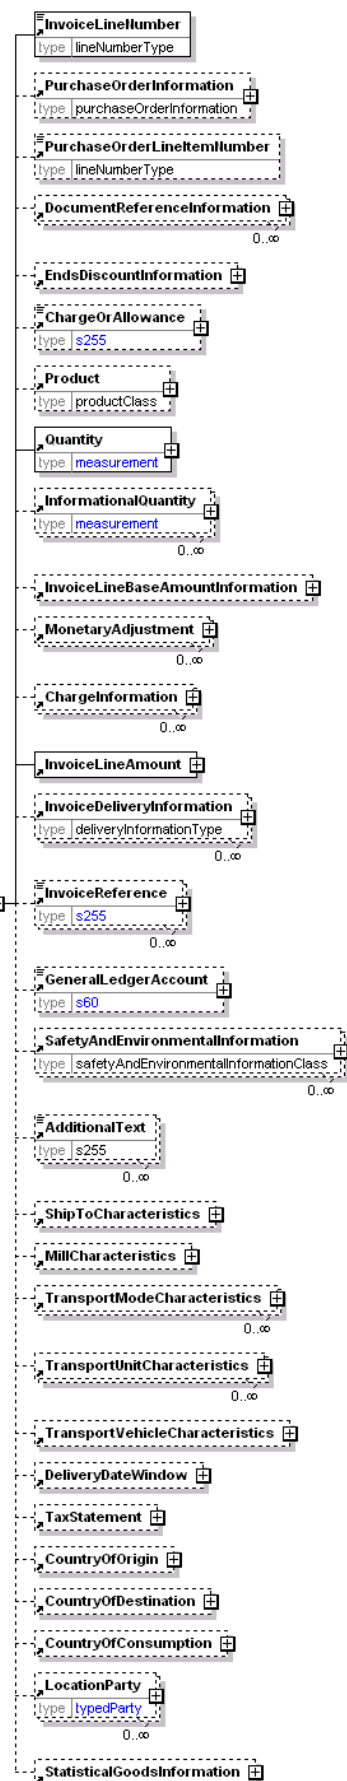 InvoiceLineNumber
type lineNumberType
PurchaseOrderInformation
type purchaseOrderInformation
PurchaseOrderLineItemNumber
type lineNumberType
DocumentReferenceInformation
0..∞
EndsDiscountInformation
ChargeOrAllowance
type s255
Product
type productClass
Quantity
type measurement
InformationalQuantity
type measurement
0..∞
InvoiceLineBaseAmountInformation
MonetaryAdjustment
0..∞
ChargeInformation
0..∞
InvoiceLineAmount
InvoiceDeliveryInformation
type deliveryInformationType
0..∞
InvoiceReference
type s255
0..∞
GeneralLedgerAccount
type s60
SafetyAndEnvironmentalInformation
type safetyAndEnvironmentalInformationClass
0..∞
AdditionalText
type s255
0..∞
ShipToCharacteristics
MillCharacteristics
TransportModeCharacteristics
0..∞
TransportUnitCharacteristics
0..∞
TransportVehicleCharacteristics
DeliveryDateWindow
TaxStatement
CountryOfOrigin
CountryOfDestination
CountryOfConsumption
LocationParty
type typedParty
0..∞
StatisticalGoodsInformation